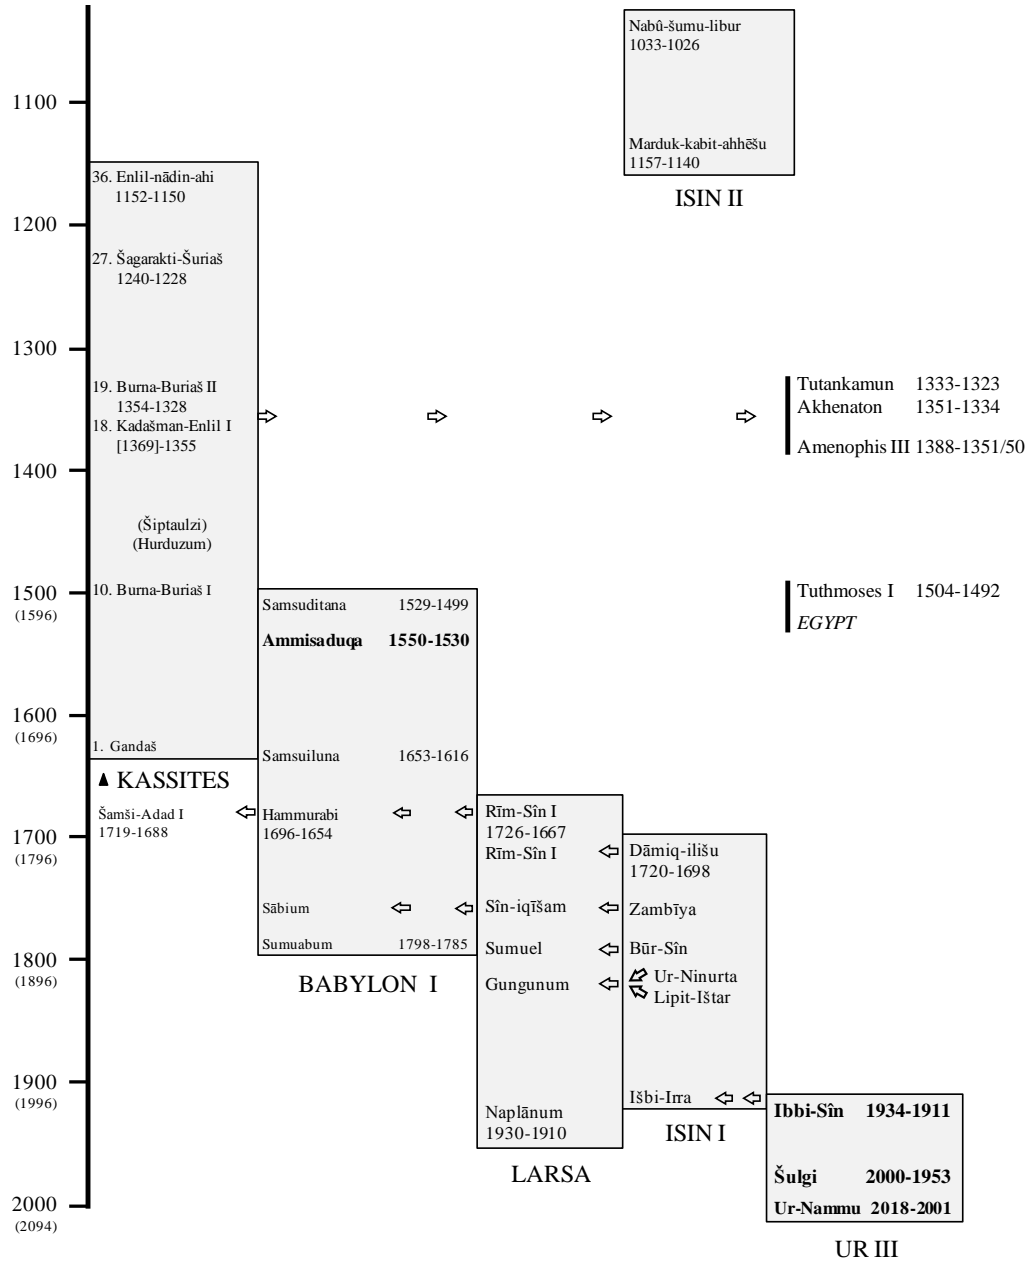 Nabû-šumu-libur
1033-1026
1100
Marduk-kabit-ahhēšu
1157-1140
ISIN II
36. Enlil-nādin-ahi
1152-1150
1200
27. Šagarakti-Šuriaš
1240-1228
1300
19. Burna-Buriaš II
1354-1328
18. Kadašman-Enlil I
[1369]-1355
Tutankamun 1333-1323
Akhenaton 1351-1334
Amenophis III 1388-1351/50
1400
(Šiptaulzi)
(Hurduzum)
1500
(1596)
10. Burna-Buriaš I
Samsuditana 1529-1499
Ammisaduqa 1550-1530
Tuthmoses I 1504-1492
EGYPT
1600
(1696)
1. Gandaš
KASSITES
Samsuiluna 1653-1616
Šamši-Adad I
1719-1688
Hammurabi
1696-1654
Rīm-Sîn I
1726-1667
Rīm-Sîn I
1700
(1796)
Dāmiq-ilišu
1720-1698
Sābium
Sîn-iqīšam
Zambīya
Sumuabum 1798-1785
Sumuel
Būr-Sîn
1800
(1896)
BABYLON I
Gungunum
Ur-Ninurta
Lipit-Ištar
1900
(1996)
Išbi-Irra
Naplānum
1930-1910
ISIN I
LARSA
Ibbi-Sîn 1934-1911
Šulgi 2000-1953
Ur-Nammu 2018-2001
2000
(2094)
UR III